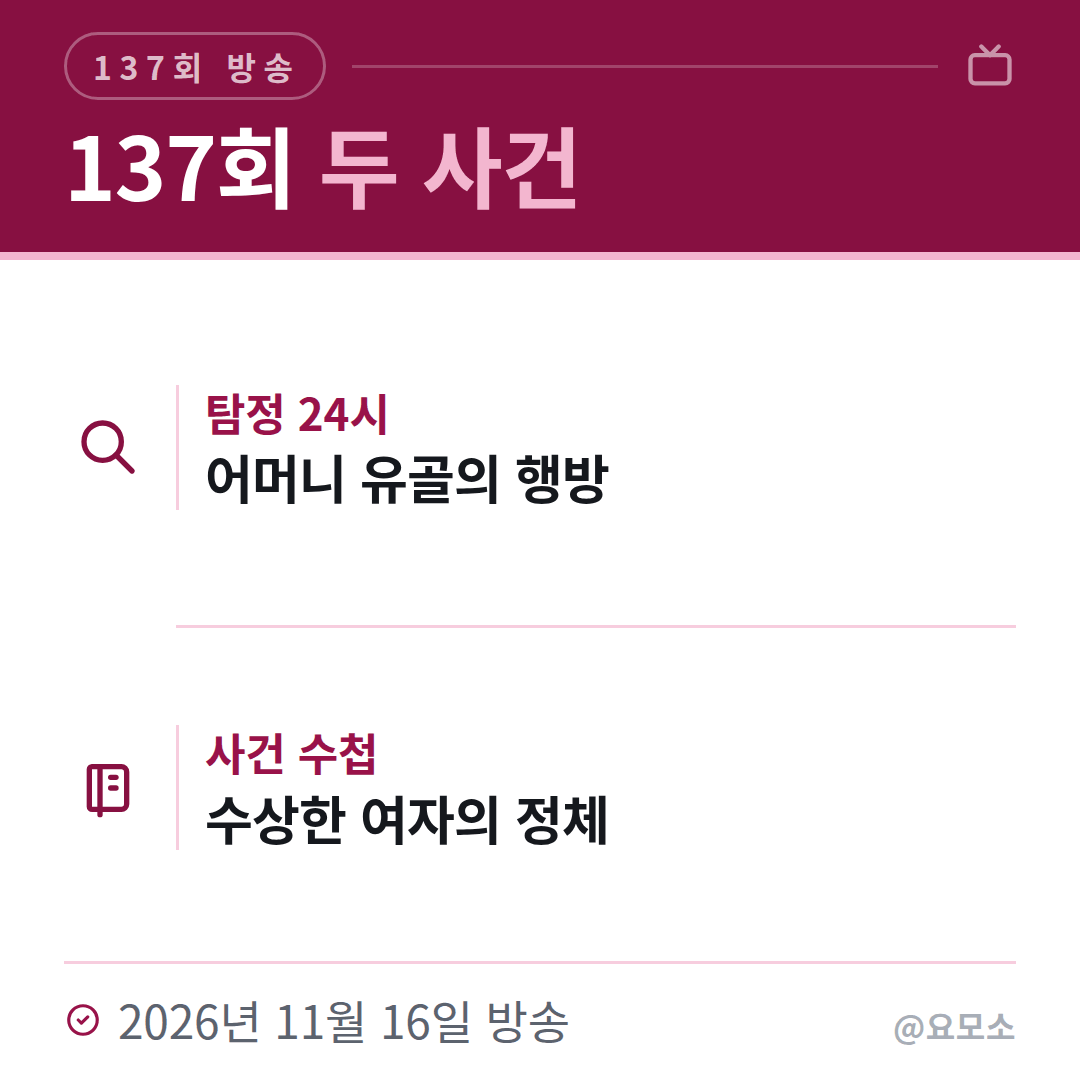 137회 방송
137회 두 사건
탐정 24시
어머니 유골의 행방
사건 수첩
수상한 여자의 정체
2026년 11월 16일 방송
@요모소